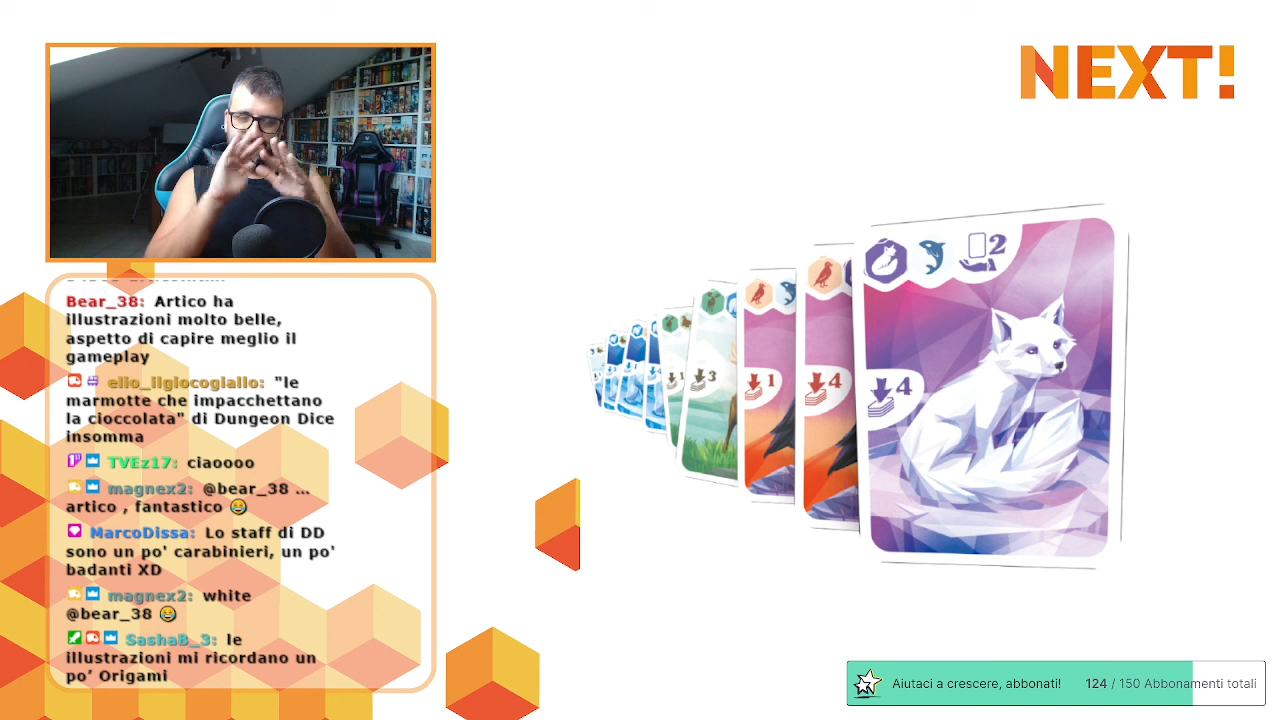 NEXT!
Bear_38: Artico ha
illustrazioni molto belle,
aspetto di capire meglio il
gameplay
elio_ilgiocogiallo: "le
marmotte che impacchettano
la cioccolata" di Dungeon Dice
insomma
TVEz17: ciaoooo
magnex2: @bear_38 ...
artico , fantastico 😂
MarcoDissa: Lo staff di DD
sono un po' carabinieri, un po'
badanti XD
magnex2: white
@bear_38 😂
SashaB_3: le
illustrazioni mi ricordano un
po’ Origami
1
3
1
4
2
4
Aiutaci a crescere, abbonati! 124 / 150 Abbonamenti totali